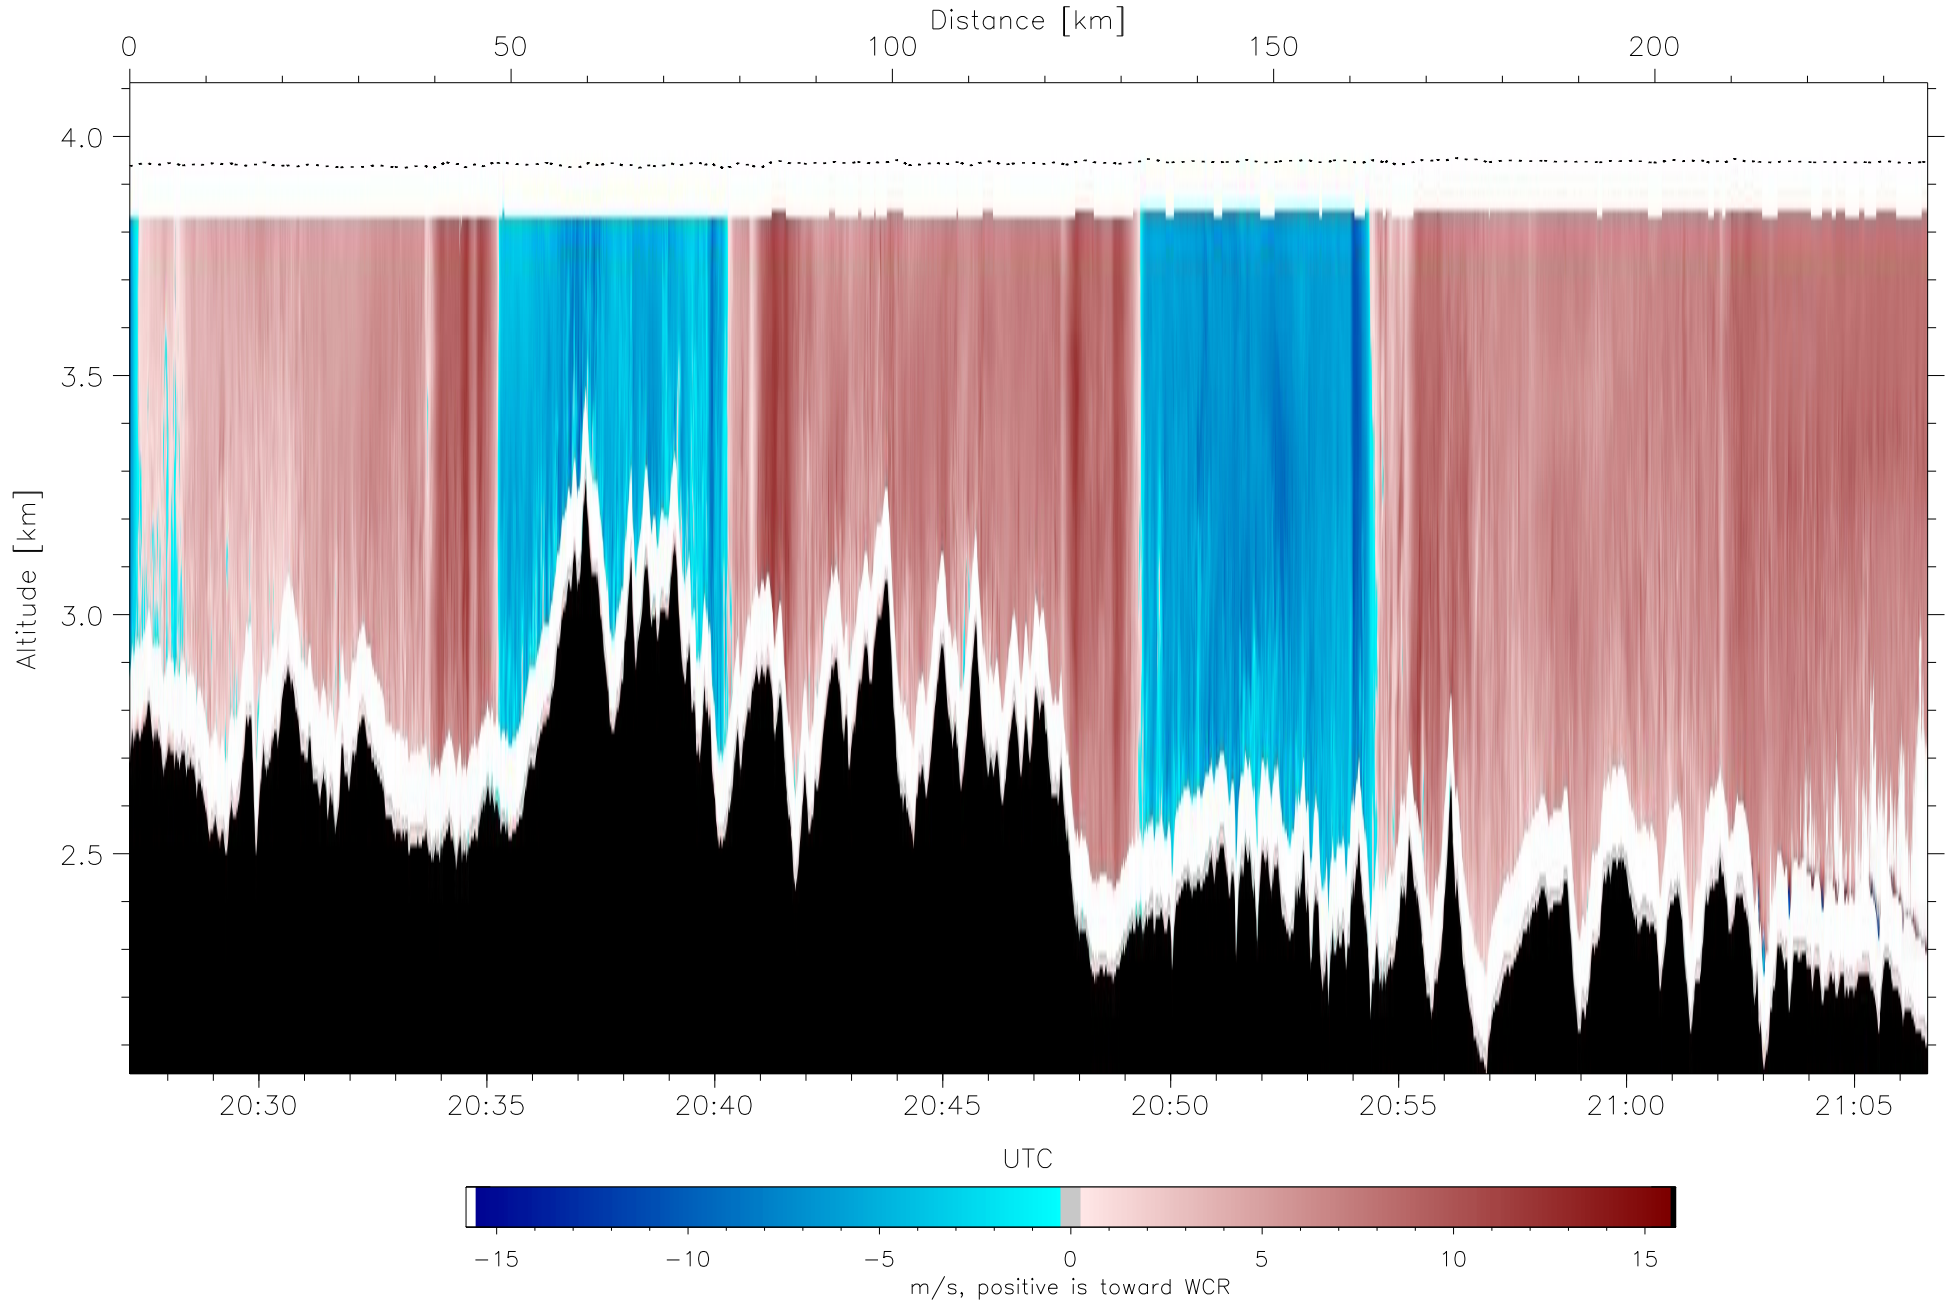 Distance [km]
0 50 100 150 200
4.0
3.5
3.0
2.5
Altitude [km]
20:30 20:35 20:40 20:45 20:50 20:55 21:00 21:05
UTC
−15 −10 −5 0 5 10 15
m/s, positive is toward WCR